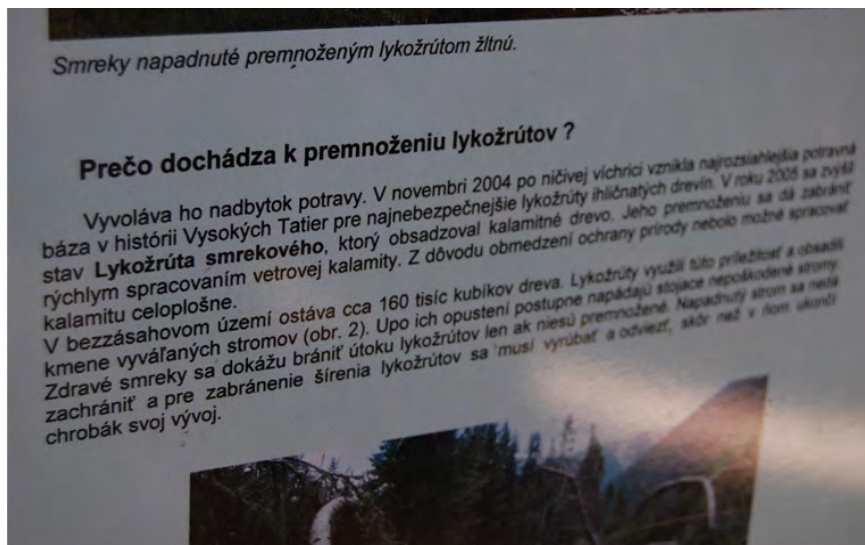 Smreky napadnuté premnoženým lykožrútom žltnú.
Prečo dochádza k premnoženiu lykožrútov ?
Vyvoláva ho nadbytok potravy. V novembri 2004 po ničivej víchrici vznikla najrozsiahlejšia potravná
báza v histórii Vysokých Tatier pre najnebezpečnejšie lykožrúty ihličnatých drevín. V roku 2005 sa zvýšil
stav Lykožrúta smrekového, ktorý obsadzoval kalamitné drevo. Jeho premnoženiu sa dá zabrániť
rýchlym spracovaním vetrovej kalamity. Z dôvodu obmedzení ochrany prírody nebolo možné spracovať
kalamitu celoplošne.
V bezzásahovom území ostáva cca 160 tisíc kubíkov dreva. Lykožrúty využili túto príležitosť a obsadili
kmene vyváľaných stromov (obr. 2). Upo ich opustení postupne napádajú stojace nepoškodené stromy.
Zdravé smreky sa dokážu brániť útoku lykožrútov len ak niesú premnožené. Napadnutý strom sa nedá
zachrániť a pre zabránenie šírenia lykožrútov sa musí vyrúbať a odviezť, skôr než v ňom ukončí
chrobák svoj vývoj.